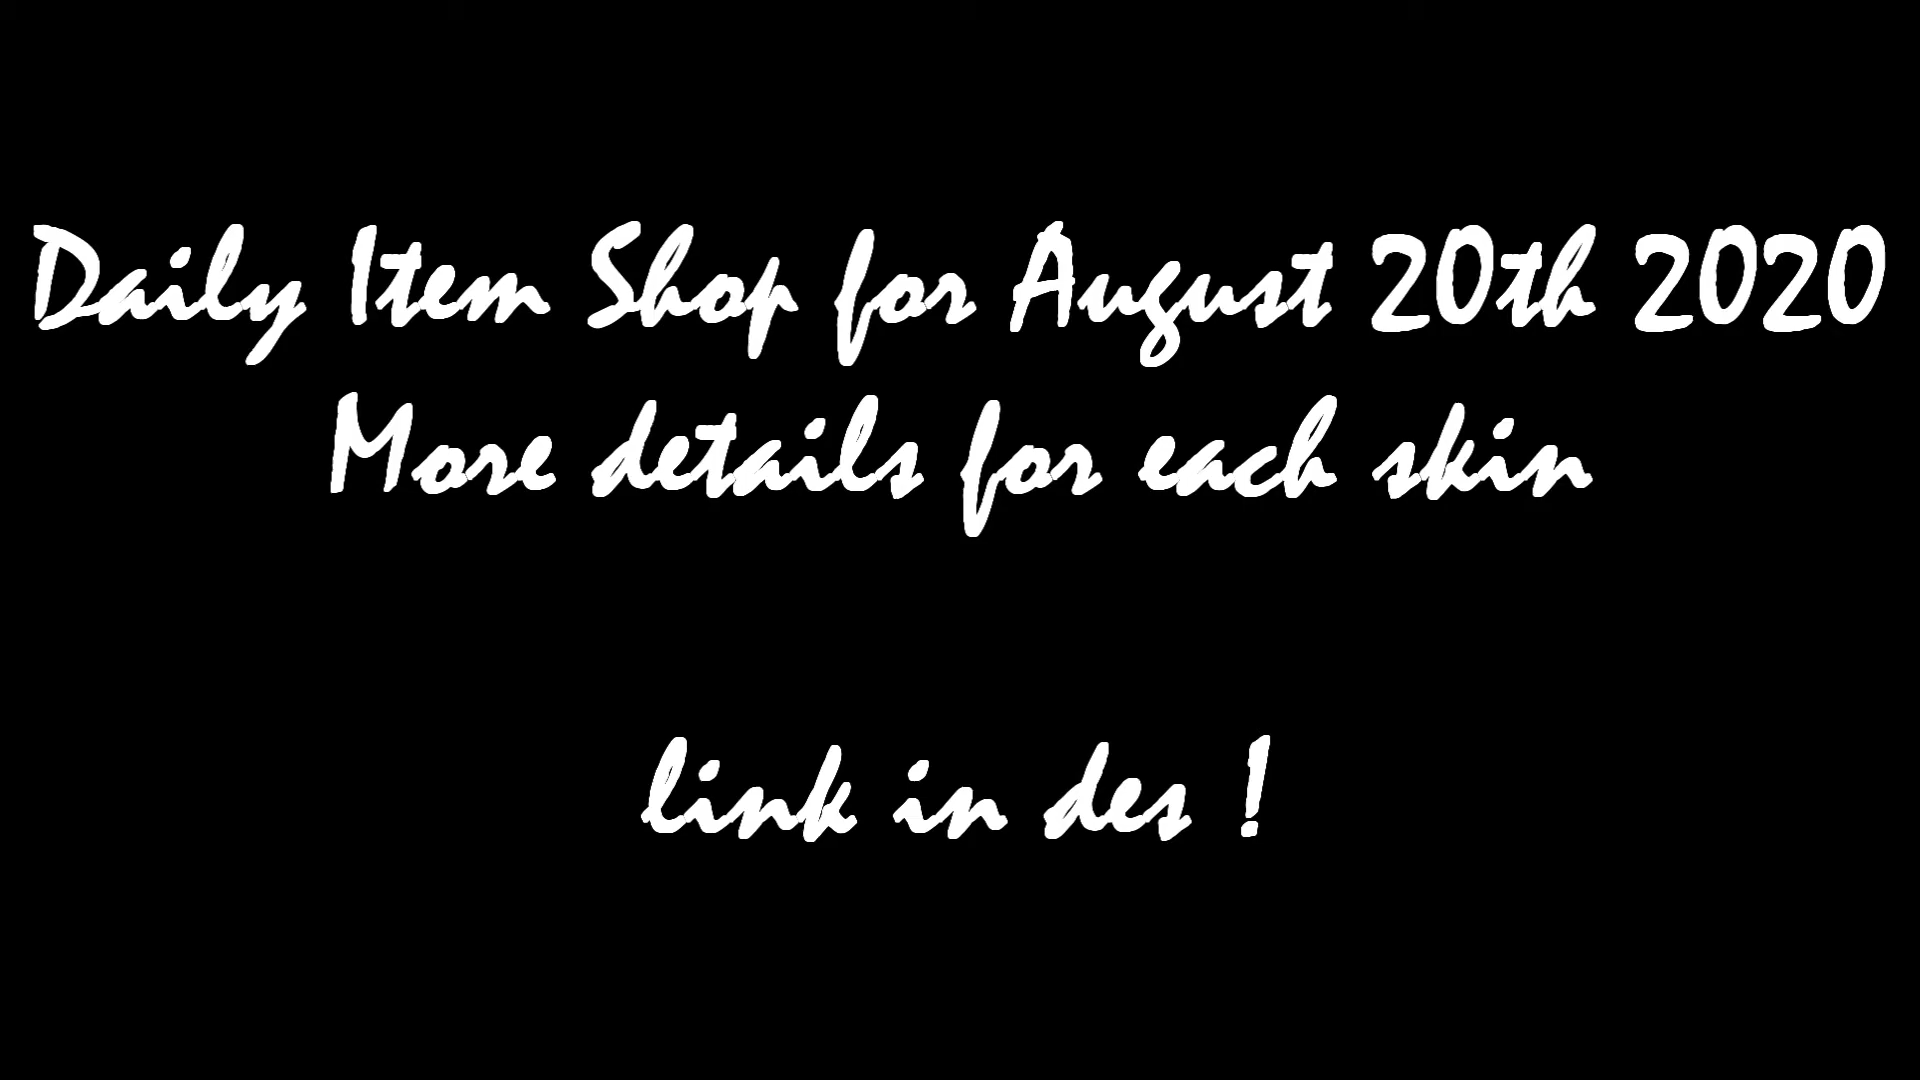 Daily Item Shop for August 20th 2020
More details for each skin
link in des !